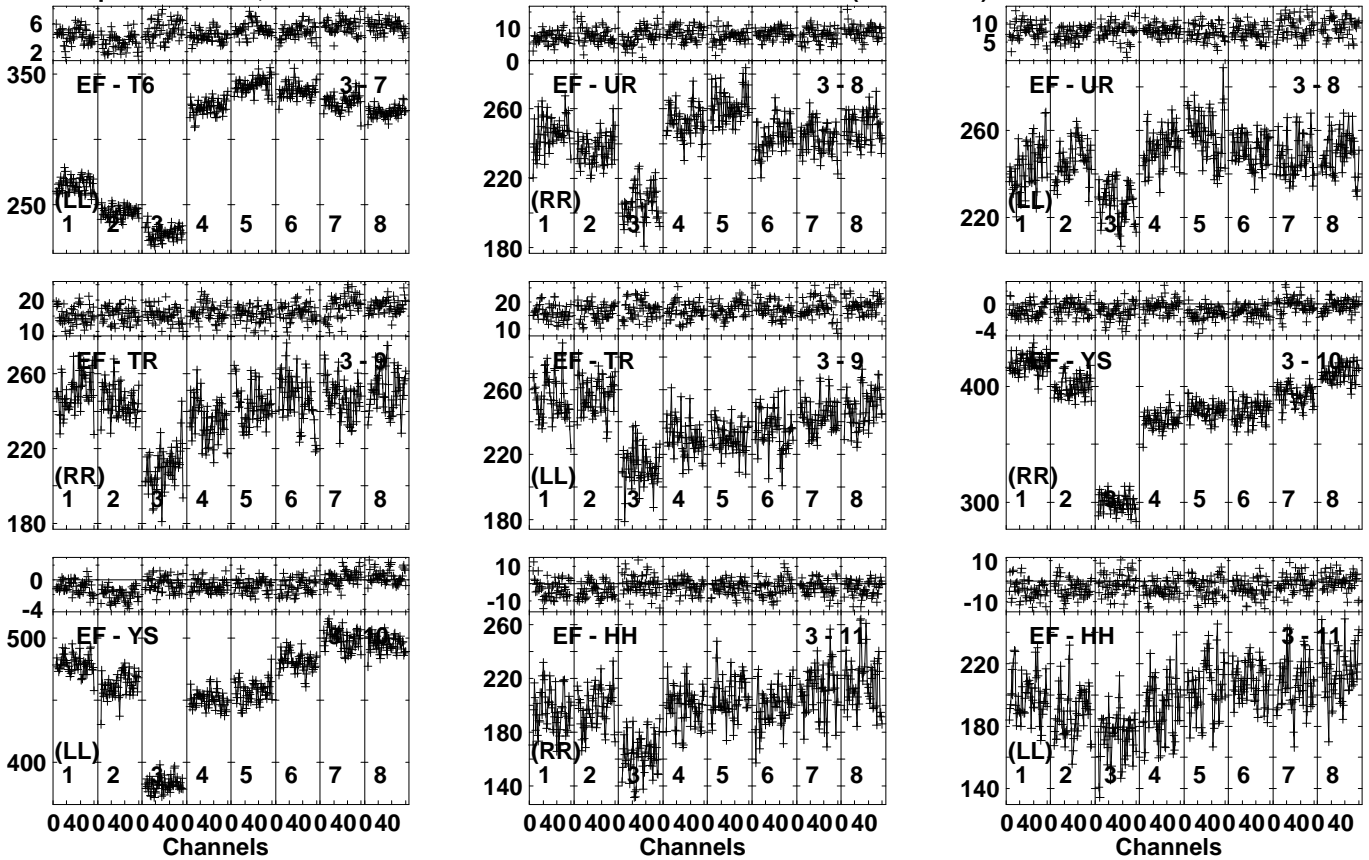 6 2 10 0 10 5
350 EF - T6 3 - 7 260 EF - UR 3 - 8 260 EF - UR 3 - 8
250 (LL) 220 (RR) 220 (LL)
1 2 3 4 5 6 7 8 180 1 2 3 4 5 6 7 8 1 2 3 4 5 6 7 8
20 10 20 10 0 -4
260 EF - TR 3 - 9 260 EF - TR 3 - 9 400 EF - YS 3 - 10
220 (RR) 220 (LL) (RR)
180 1 2 3 4 5 6 7 8 180 1 2 3 4 5 6 7 8 300 1 2 3 4 5 6 7 8
0 -4 10 -10 10 -10
500 EF - YS 3 - 10 260 EF - HH 3 - 11 EF - HH 3 - 11
220 180 (RR) 220 180 (LL)
400 (LL) 1 2 3 4 5 6 7 8 140 1 2 3 4 5 6 7 8 140 1 2 3 4 5 6 7 8
0 40 0 40 0 40 0 40 0 40 0 40 0 40 0 40 0 40 0 40 0 40 0 40 0 40 0 40 0 40 0 40 0 40 0 40 0 40 0 40 0 40 0 40 0 40 0 40
Channels Channels Channels